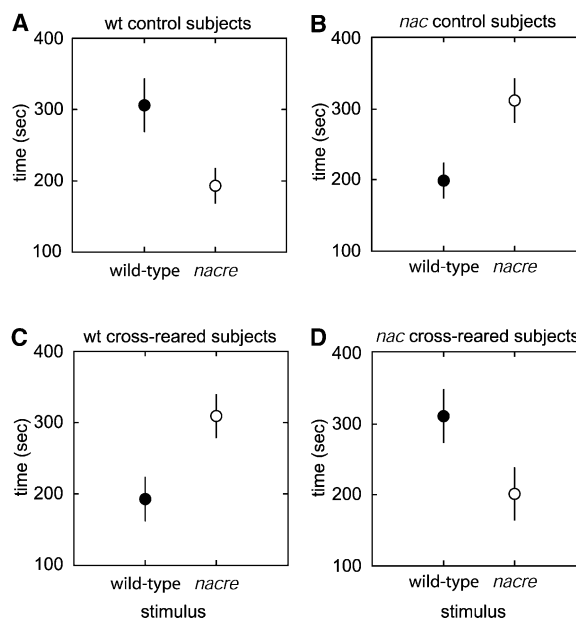 A wt control subjects
400
300
200
100
time (sec)
wild-type nacre
B nac control subjects
400
300
200
100
time (sec)
wild-type nacre
C wt cross-reared subjects
400
300
200
100
time (sec)
wild-type nacre
stimulus
D nac cross-reared subjects
400
300
200
100
time (sec)
wild-type nacre
stimulus